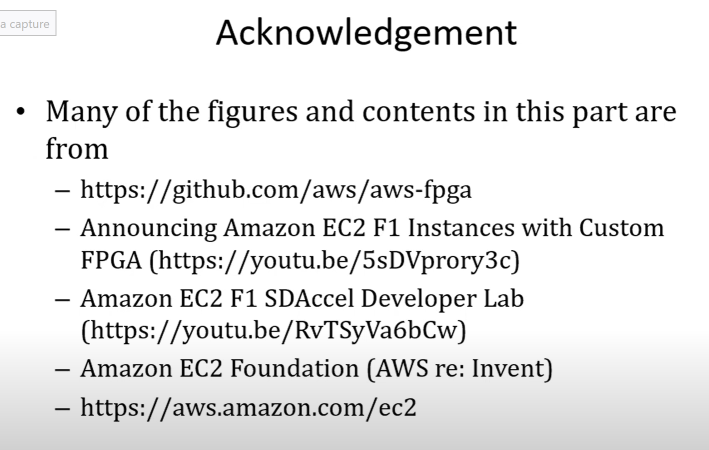 a capture
Acknowledgement
• Many of the figures and contents in this part are
from
– https://github.com/aws/aws-fpga
– Announcing Amazon EC2 F1 Instances with Custom
FPGA (https://youtu.be/5sDVprory3c)
– Amazon EC2 F1 SDAccel Developer Lab
(https://youtu.be/RvTSyVa6bCw)
– Amazon EC2 Foundation (AWS re: Invent)
– https://aws.amazon.com/ec2